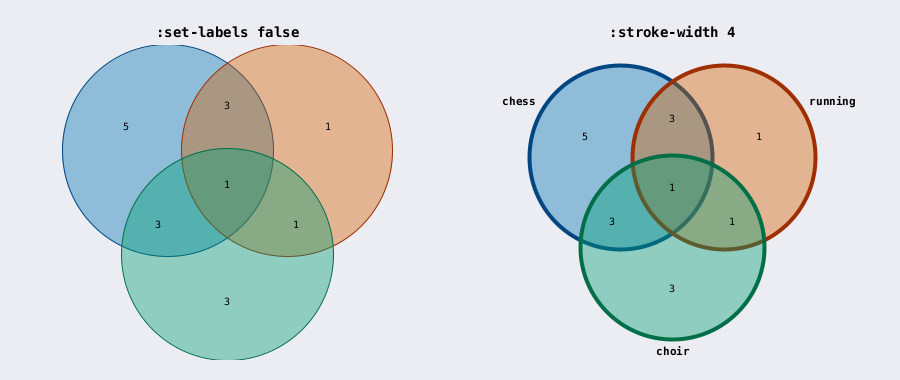 :set-labels false
3
5
1
1
3
1
3
:stroke-width 4
chess
running
3
5
1
1
3
1
3
choir